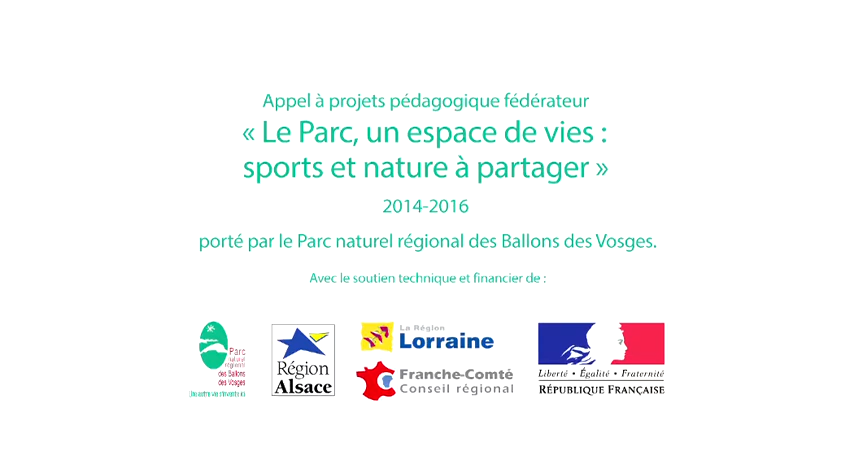 Appel à projets pédagogique fédérateur
« Le Parc, un espace de vies :
sports et nature à partager »
2014-2016
porté par le Parc naturel régional des Ballons des Vosges.
Avec le soutien technique et financier de :
Parc
naturel
régional
des Ballons
des Vosges
Région
Alsace
La Région
Lorraine
Franche-Comté
Conseil régional
Liberté • Égalité • Fraternité
RÉPUBLIQUE FRANÇAISE